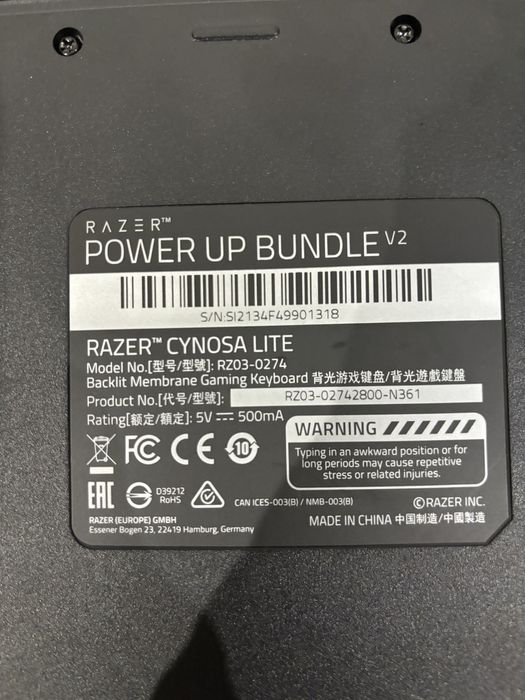 RAZER™
POWER UP BUNDLE V2
S/N:SI2134F49901318
RAZER™ CYNOSA LITE
Model No.[型号/型號]: RZ03-0274
Backlit Membrane Gaming Keyboard 背光游戏键盘/背光遊戲鍵盤
Product No.[代号/型號]: RZ03-02742800-N361
Rating[额定/額定]: 5V ⎓ 500mA
WARNING
Typing in an awkward position or for
long periods may cause repetitive
stress or related injuries.
FC CE 10
EAC D39212
RoHS
CAN ICES-003(B) / NMB-003(B)
©RAZER INC.
RAZER (EUROPE) GMBH
Essener Bogen 23, 22419 Hamburg, Germany
MADE IN CHINA 中国制造/中國製造